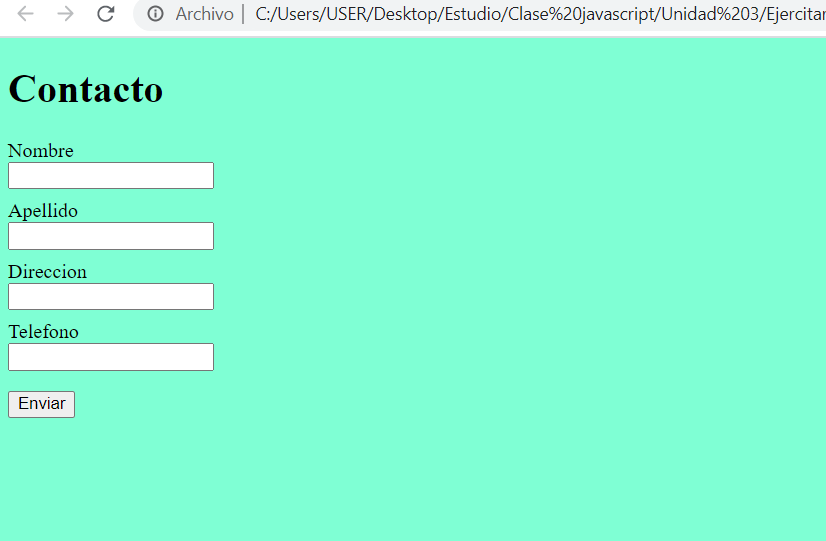 Archivo | C:/Users/USER/Desktop/Estudio/Clase%20javascript/Unidad%203/Ejercitar
Contacto
Nombre
Apellido
Direccion
Telefono
Enviar